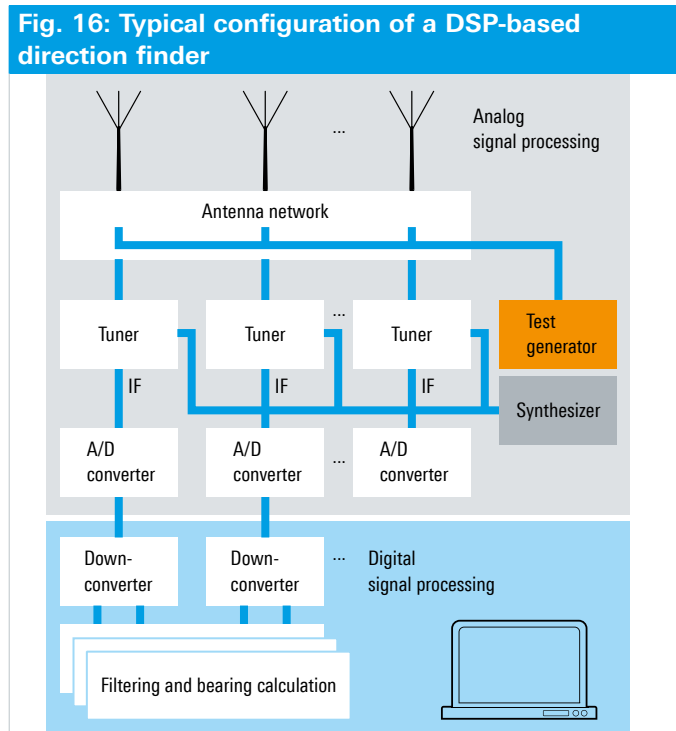 Fig. 16: Typical configuration of a DSP-based
direction finder
...
Analog
signal processing
Antenna network
Tuner
Tuner
...
Tuner
Test
generator
IF
IF
IF
Synthesizer
A/D
converter
A/D
converter
...
A/D
converter
Down-
converter
Down-
converter
...
Digital
signal processing
Filtering and bearing calculation